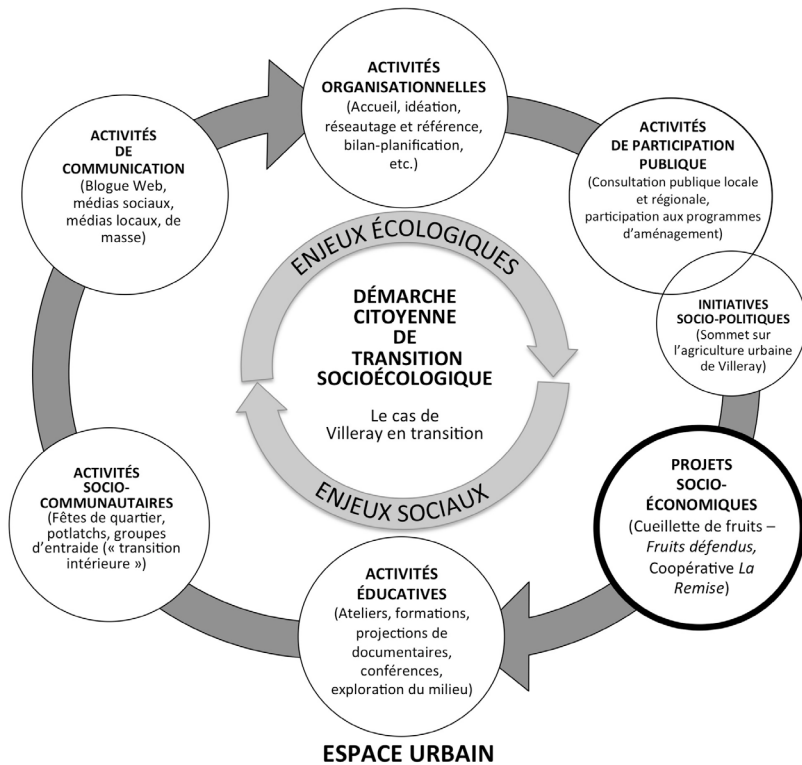 ACTIVITÉS
ORGANISATIONNELLES
(Accueil, idéation,
réseautage et référence,
bilan-planification,
etc.)
ACTIVITÉS
DE PARTICIPATION
PUBLIQUE
(Consultation publique locale
et régionale,
participation aux programmes
d'aménagement)
INITIATIVES
SOCIO-POLITIQUES
(Sommet sur
l'agriculture urbaine
de Villeray)
PROJETS
SOCIO-
ÉCONOMIQUES
(Cueillette de fruits –
Fruits défendus,
Coopérative La
Remise)
ACTIVITÉS
ÉDUCATIVES
(Ateliers, formations,
projections de
documentaires,
conférences,
exploration du milieu)
ACTIVITÉS
SOCIO-
COMMUNAUTAIRES
(Fêtes de quartier,
potlatchs, groupes
d'entraide (« transition
intérieure »)
ACTIVITÉS
DE
COMMUNICATION
(Blogue Web,
médias sociaux,
médias locaux, de
masse)
ENJEUX ÉCOLOGIQUES
DÉMARCHE
CITOYENNE
DE
TRANSITION
SOCIOÉCOLOGIQUE
Le cas de
Villeray en transition
ENJEUX SOCIAUX
ESPACE URBAIN